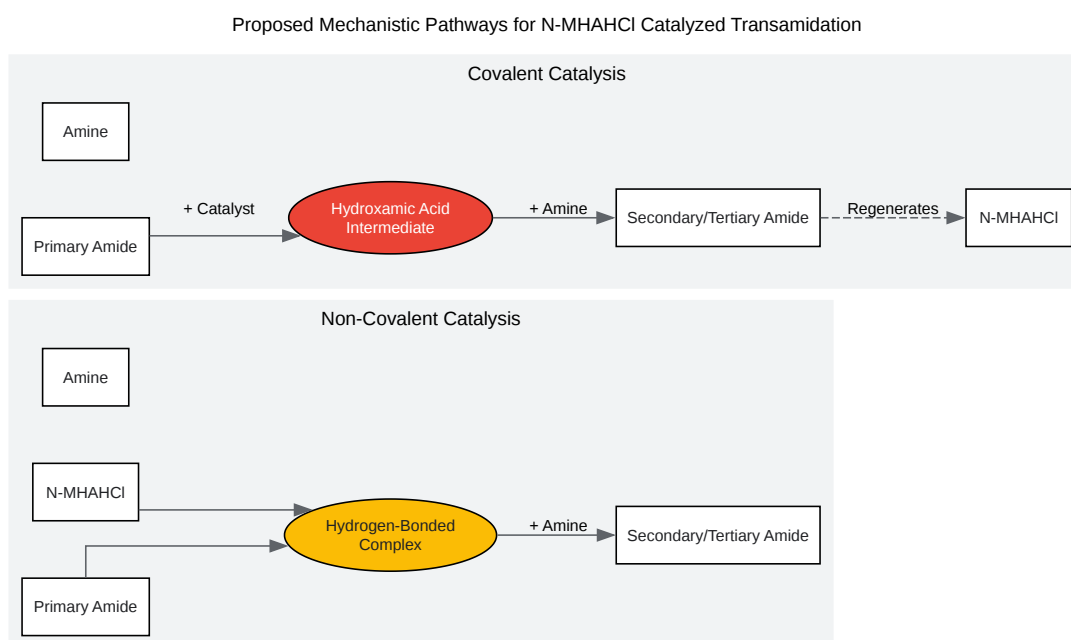 Proposed Mechanistic Pathways for N-MHAHCl Catalyzed Transamidation
Covalent Catalysis
Amine
Primary Amide
+ Catalyst
Hydroxamic Acid
Intermediate
+ Amine
Secondary/Tertiary Amide
Regenerates
N-MHAHCl
Non-Covalent Catalysis
Amine
N-MHAHCl
Primary Amide
Hydrogen-Bonded
Complex
+ Amine
Secondary/Tertiary Amide